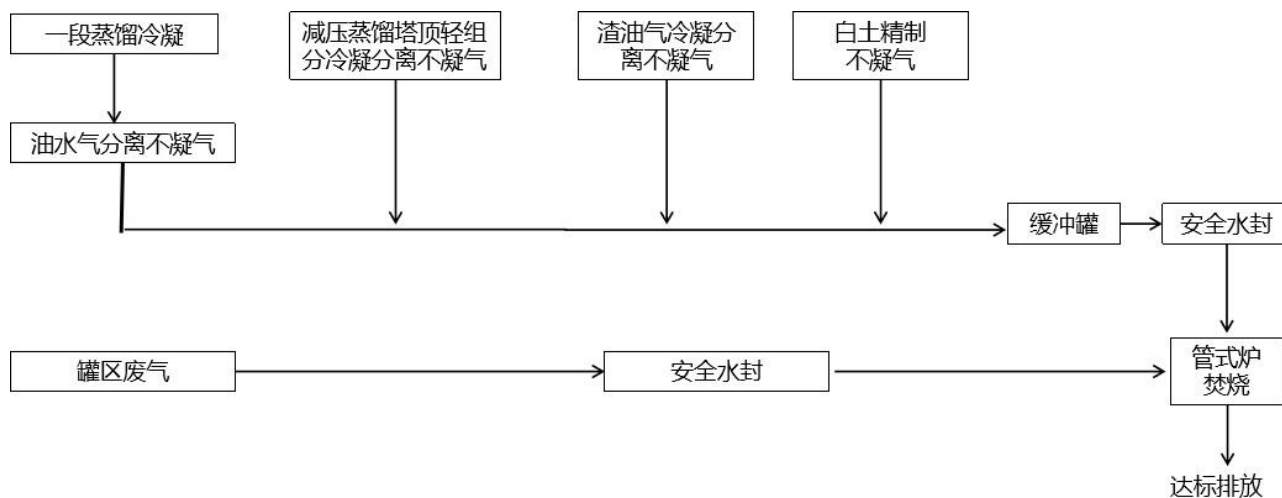 一段蒸馏冷凝
减压蒸馏塔顶轻组
分冷凝分离不凝气
渣油气冷凝分
离不凝气
白土精制
不凝气
油水气分离不凝气
缓冲罐
安全水封
罐区废气
安全水封
管式炉
焚烧
达标排放